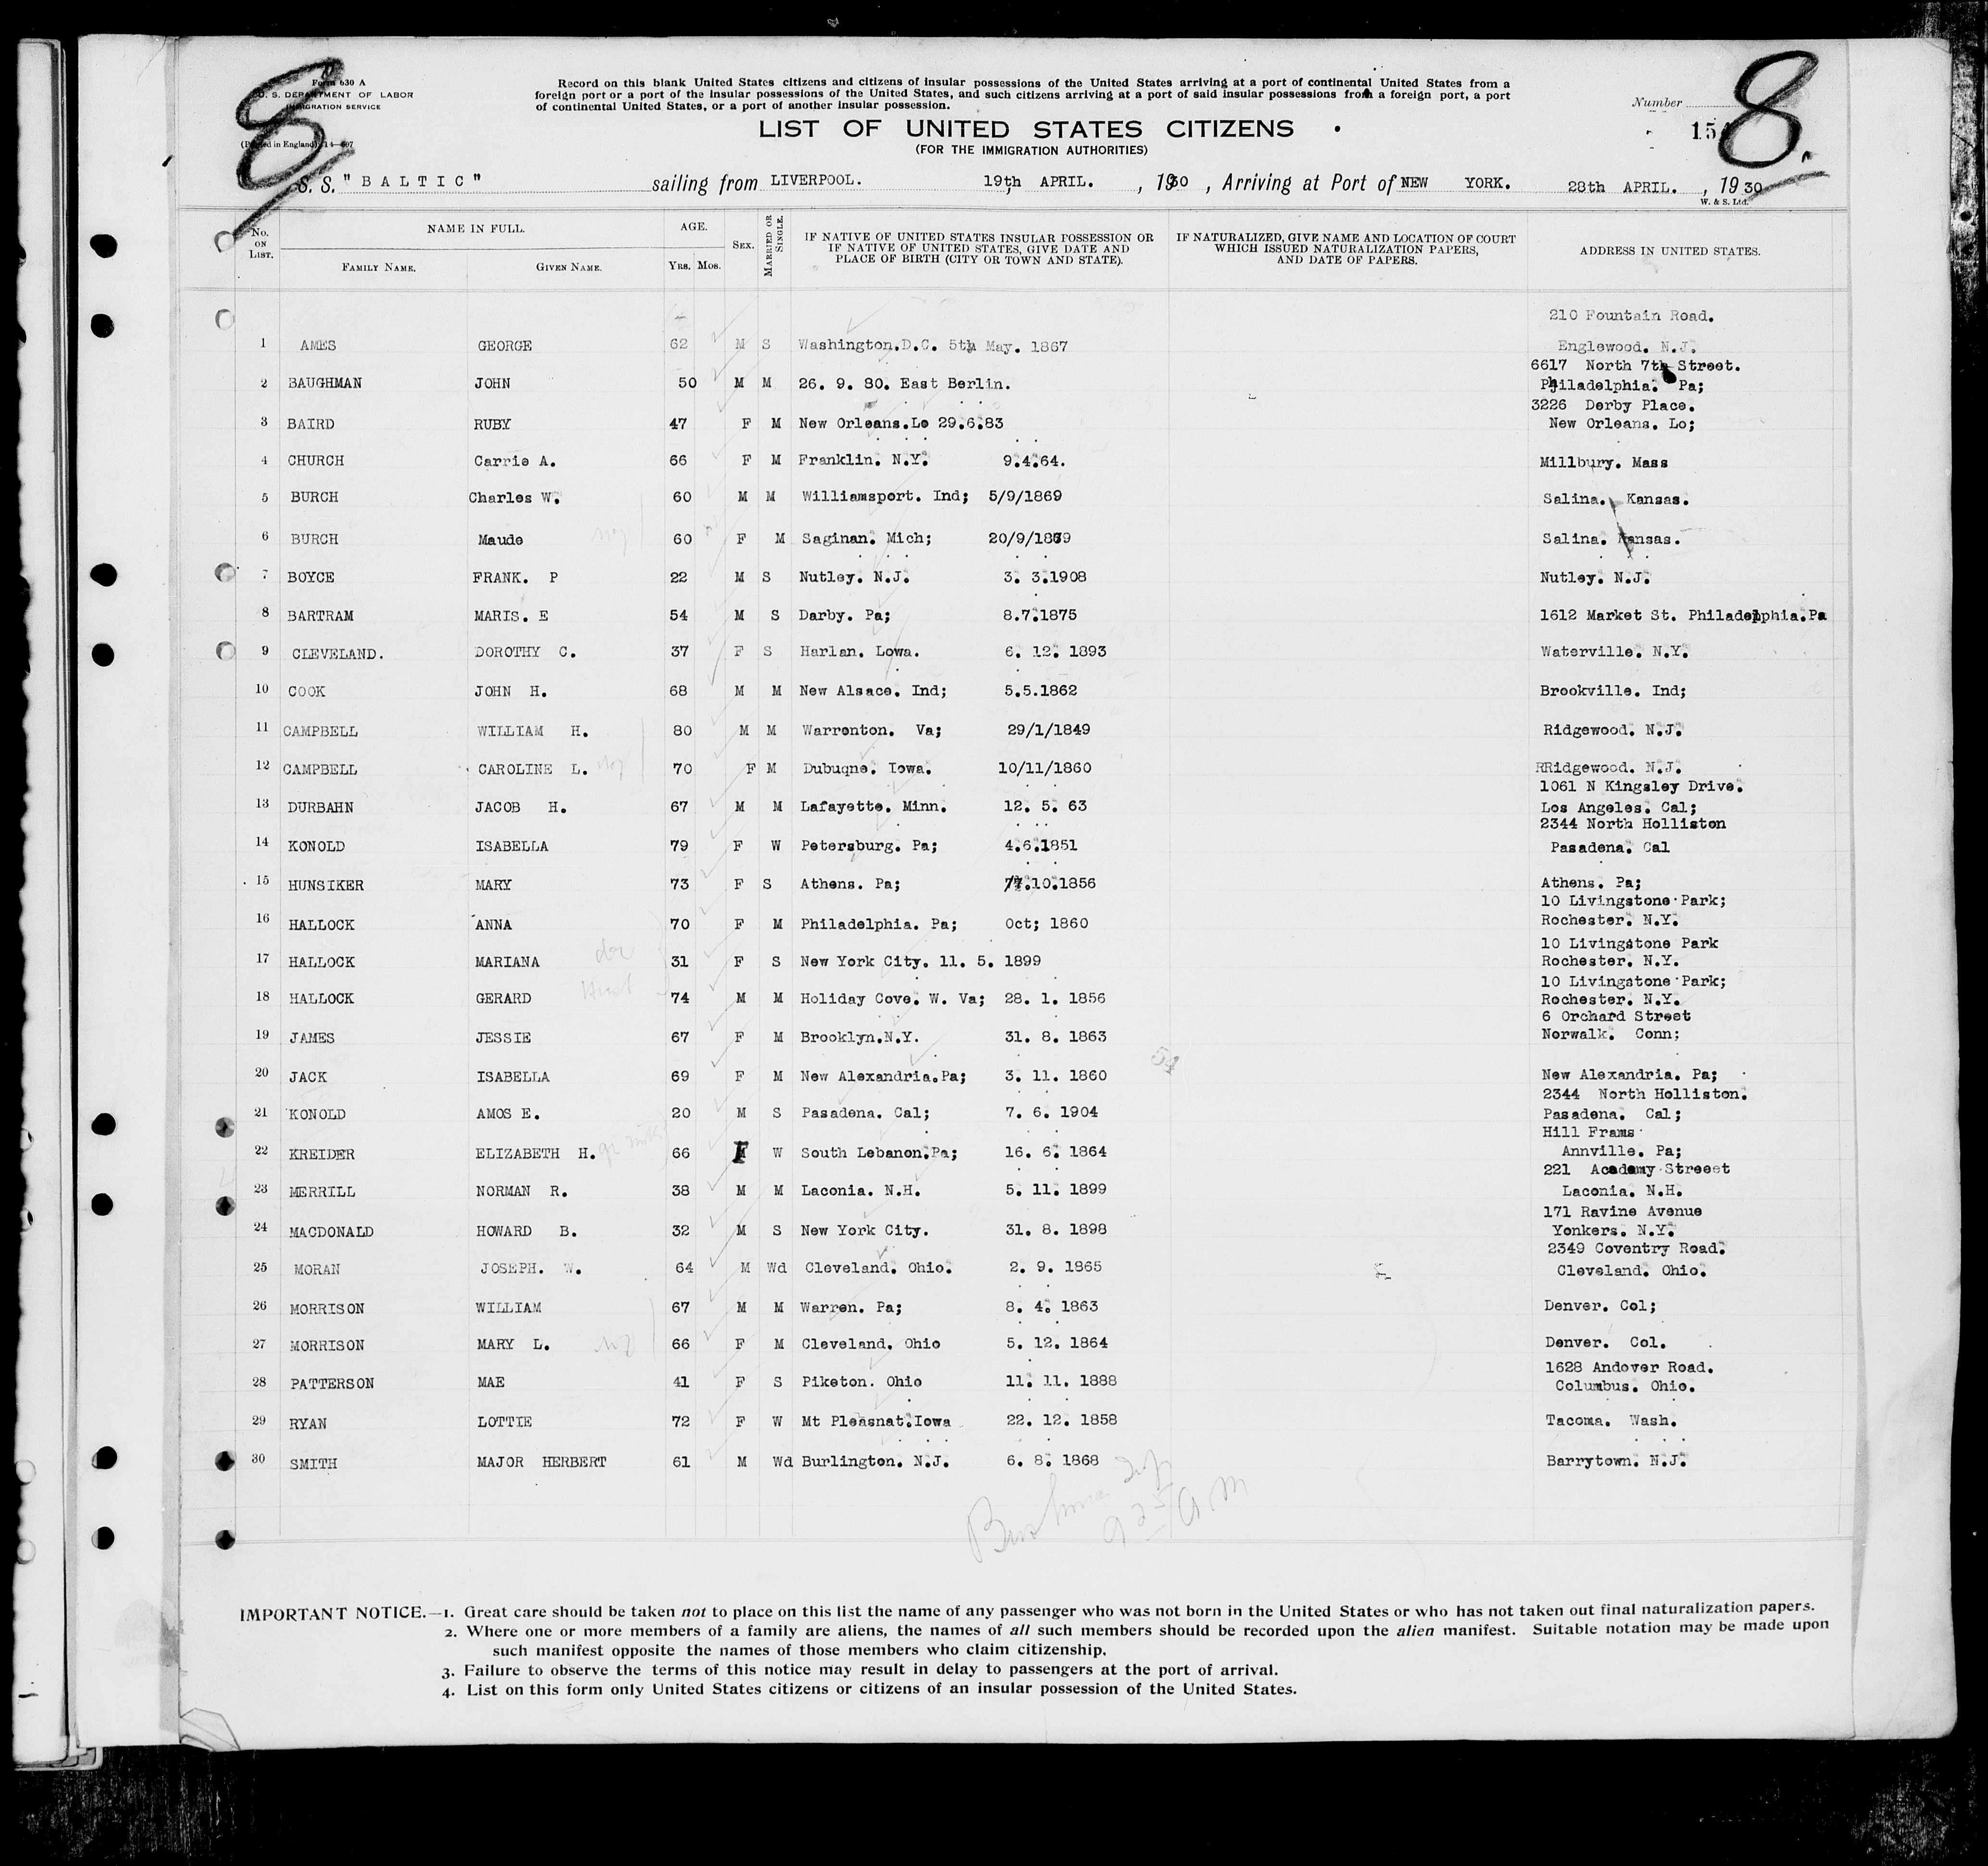 8
8.
Form 630 A
U. S. DEPARTMENT OF LABOR
IMMIGRATION SERVICE
(Printed in England)
Record on this blank United States citizens and citizens of insular possessions of the United States arriving at a port of continental United States from a
foreign port or a port of the insular possessions of the United States, and such citizens arriving at a port of said insular possessions from a foreign port, a port
of continental United States, or a port of another insular possession.
Number
LIST OF UNITED STATES CITIZENS
(FOR THE IMMIGRATION AUTHORITIES)
S. S. "BALTIC" sailing from LIVERPOOL. 19th APRIL. , 1930 , Arriving at Port of NEW YORK. 28th APRIL. , 1930
W. & S. Ltd.
No. ON LIST. NAME IN FULL. FAMILY NAME. GIVEN NAME. AGE. Yrs. Mos. SEX. MARRIED OR SINGLE. IF NATIVE OF UNITED STATES INSULAR POSSESSION OR IF NATIVE OF UNITED STATES, GIVE DATE AND PLACE OF BIRTH (CITY OR TOWN AND STATE). IF NATURALIZED, GIVE NAME AND LOCATION OF COURT WHICH ISSUED NATURALIZATION PAPERS, AND DATE OF PAPERS. ADDRESS IN UNITED STATES.
210 Fountain Road.
1 AMES GEORGE 62 M S Washington.D.C. 5th May. 1867 Englewood. N.J.
6617 North 7th Street.
2 BAUGHMAN JOHN 50 M M 26. 9. 80. East Berlin. Philadelphia. Pa;
3226 Derby Place.
3 BAIRD RUBY 47 F M New Orleans.Lo 29.6.83 New Orleans. Lo;
4 CHURCH Carrie A. 66 F M Franklin. N.Y. 9.4.64. Millbury. Mass
5 BURCH Charles W. 60 M M Williamsport. Ind; 5/9/1869 Salina. Kansas.
6 BURCH Maude 60 F M Saginan. Mich; 20/9/1869 Salina. Kansas.
7 BOYCE FRANK. P 22 M S Nutley. N.J. 3. 3.1908 Nutley. N.J.
8 BARTRAM MARIS. E 54 M S Darby. Pa; 8.7.1875 1612 Market St. Philadelphia.Pa
9 CLEVELAND. DOROTHY C. 37 F S Harlan. Lowa. 6. 12. 1893 Waterville. N.Y.
10 COOK JOHN H. 68 M M New Alsace. Ind; 5.5.1862 Brookville. Ind;
11 CAMPBELL WILLIAM H. 80 M M Warrenton. Va; 29/1/1849 Ridgewood. N.J.
12 CAMPBELL CAROLINE L. 70 F M Dubuqne. Iowa. 10/11/1860 RRidgewood. N.J.
1061 N Kingsley Drive.
13 DURBAHN JACOB H. 67 M M Lafayette. Minn. 12. 5. 63 Los Angeles. Cal;
2344 North Holliston
14 KONOLD ISABELLA 79 F W Petersburg. Pa; 4.6.1851 Pasadena. Cal
15 HUNSIKER MARY 73 F S Athens. Pa; 77.10.1856 Athens. Pa;
10 Livingstone Park;
16 HALLOCK ANNA 70 F M Philadelphia. Pa; Oct; 1860 Rochester. N.Y.
10 Livingstone Park
17 HALLOCK MARIANA 31 F S New York City. 11. 5. 1899 Rochester. N.Y.
10 Livingstone Park;
18 HALLOCK GERARD 74 M M Holiday Cove. W. Va; 28. 1. 1856 Rochester. N.Y.
6 Orchard Street
19 JAMES JESSIE 67 F M Brooklyn.N.Y. 31. 8. 1863 Norwalk. Conn;
54
20 JACK ISABELLA 69 F M New Alexandria.Pa; 3. 11. 1860 New Alexandria. Pa;
2344 North Holliston.
21 KONOLD AMOS E. 20 M S Pasadena. Cal; 7. 6. 1904 Pasadena. Cal;
Hill Frams
22 KREIDER ELIZABETH H. 66 F W South Lebanon.Pa; 16. 6. 1864 Annville. Pa;
221 Academy Streeet
23 MERRILL NORMAN R. 38 M M Laconia. N.H. 5. 11. 1899 Laconia. N.H.
171 Ravine Avenue
24 MACDONALD HOWARD B. 32 M S New York City. 31. 8. 1898 Yonkers. N.Y.
2349 Coventry Road.
25 MORAN JOSEPH. W. 64 M Wd Cleveland. Ohio. 2. 9. 1865 Cleveland. Ohio.
26 MORRISON WILLIAM 67 M M Warren. Pa; 8. 4. 1863 Denver. Col;
27 MORRISON MARY L. 66 F M Cleveland. Ohio 5. 12. 1864 Denver. Col.
1628 Andover Road.
28 PATTERSON MAE 41 F S Piketon. Ohio 11. 11. 1888 Columbus. Ohio.
29 RYAN LOTTIE 72 F W Mt Pleasnat.Iowa 22. 12. 1858 Tacoma. Wash.
30 SMITH MAJOR HERBERT 61 M Wd Burlington. N.J. 6. 8. 1868 Barrytown. N.J.
IMPORTANT NOTICE.—1. Great care should be taken not to place on this list the name of any passenger who was not born in the United States or who has not taken out final naturalization papers.
2. Where one or more members of a family are aliens, the names of all such members should be recorded upon the alien manifest. Suitable notation may be made upon
such manifest opposite the names of those members who claim citizenship.
3. Failure to observe the terms of this notice may result in delay to passengers at the port of arrival.
4. List on this form only United States citizens or citizens of an insular possession of the United States.